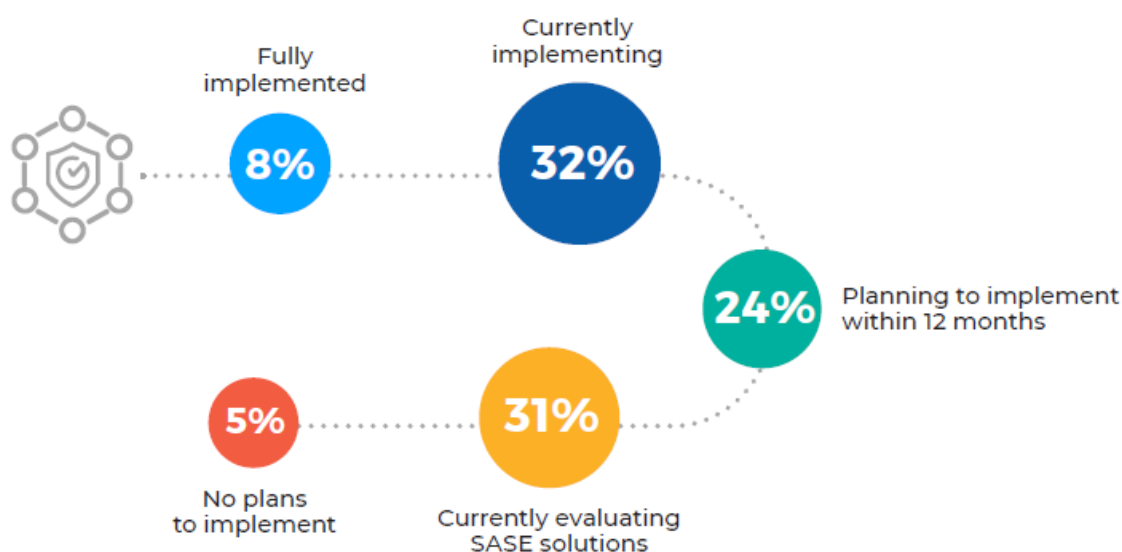 Fully
implemented
8%
Currently
implementing
32%
24%
Planning to implement
within 12 months
31%
Currently evaluating
SASE solutions
5%
No plans
to implement